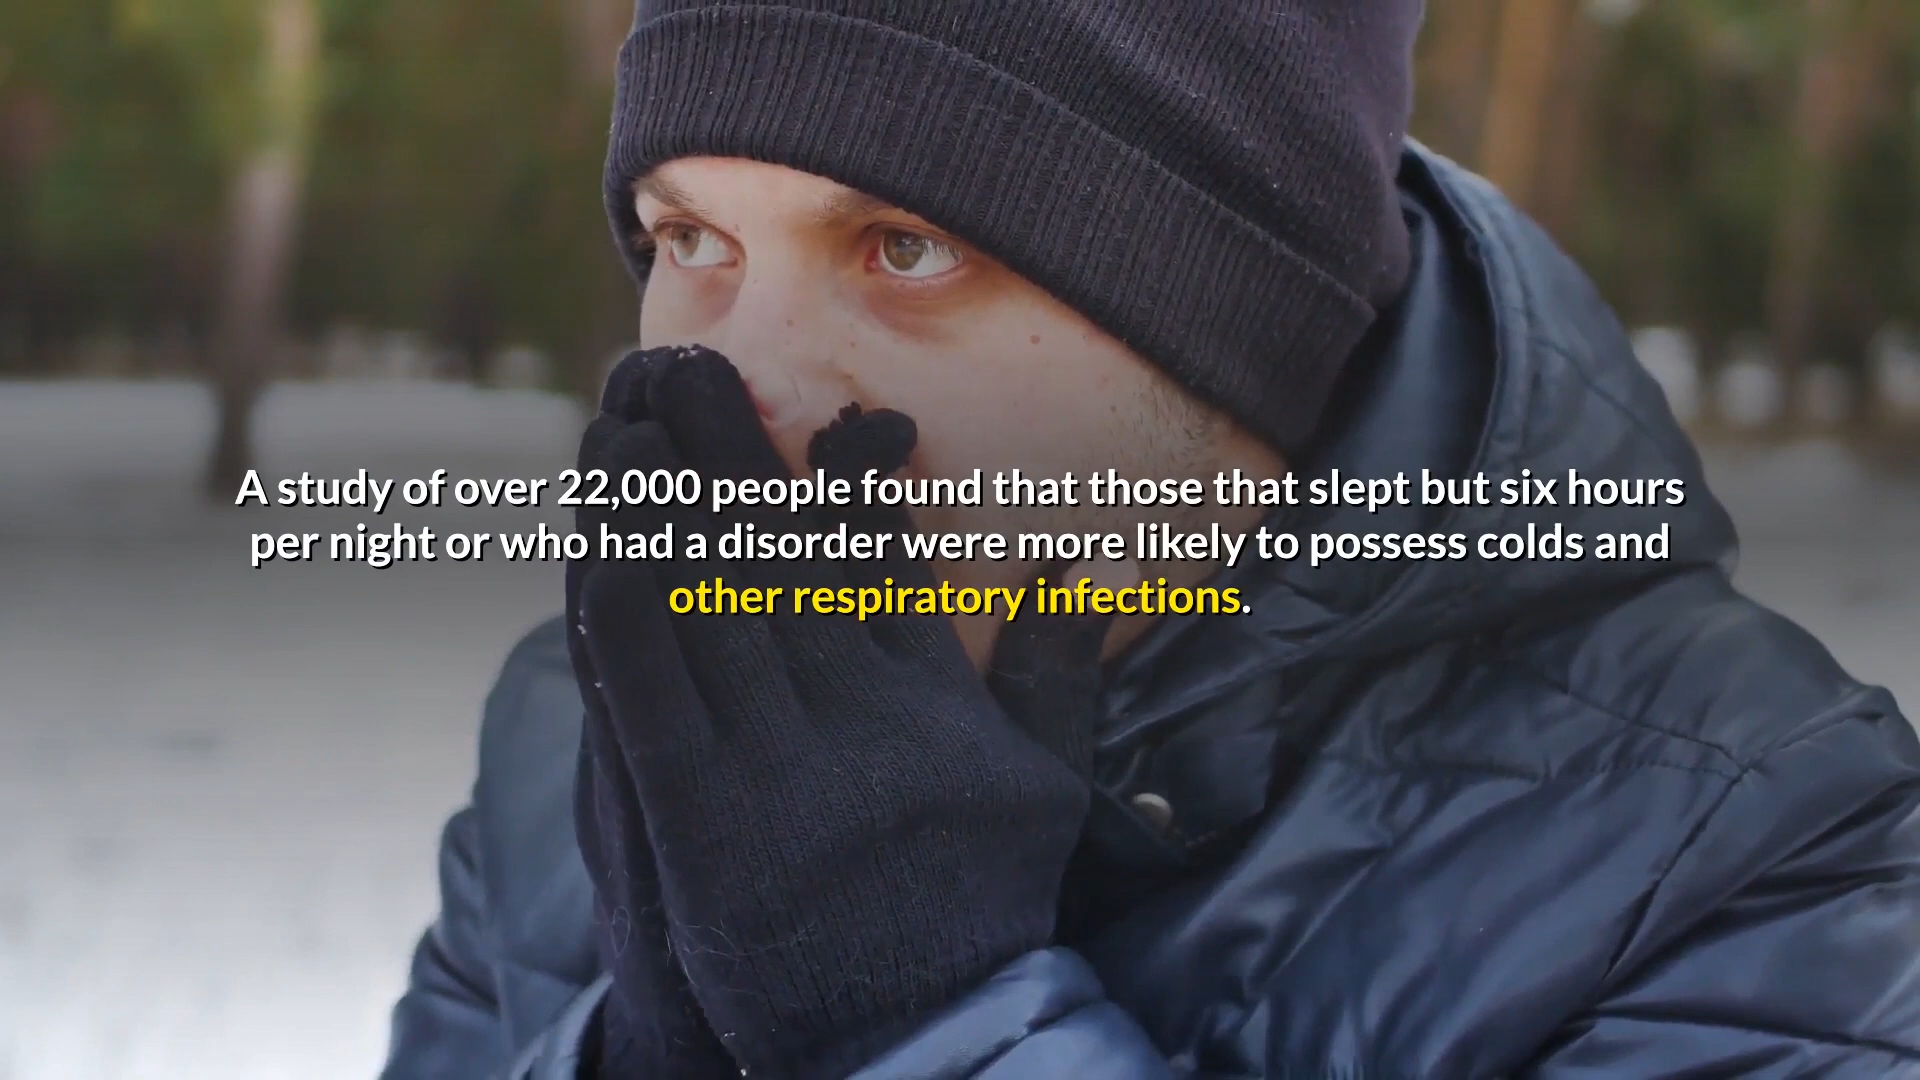 A study of over 22,000 people found that those that slept but six hours
per night or who had a disorder were more likely to possess colds and
other respiratory infections.